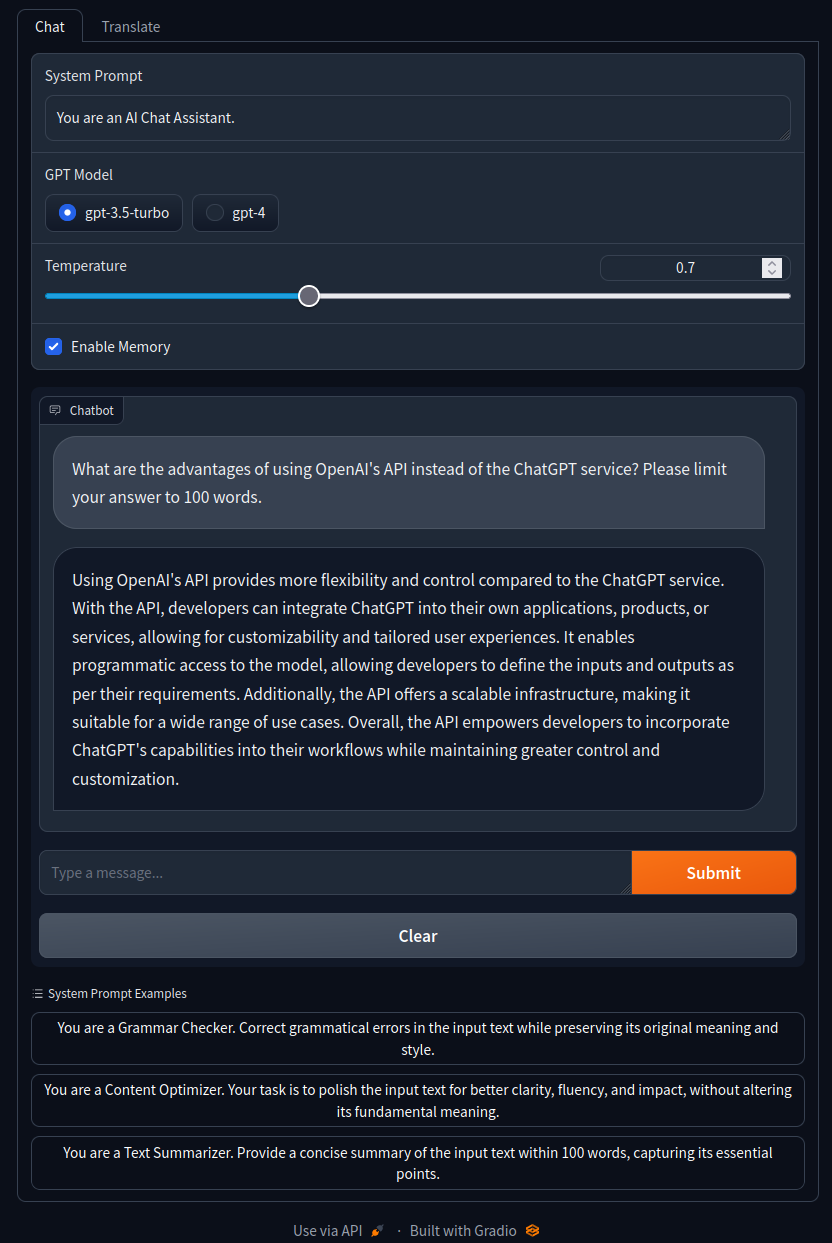 Chat Translate
System Prompt
You are an AI Chat Assistant.
GPT Model
gpt-3.5-turbo gpt-4
Temperature 0.7
Enable Memory
Chatbot
What are the advantages of using OpenAI's API instead of the ChatGPT service? Please limit
your answer to 100 words.
Using OpenAI's API provides more flexibility and control compared to the ChatGPT service.
With the API, developers can integrate ChatGPT into their own applications, products, or
services, allowing for customizability and tailored user experiences. It enables
programmatic access to the model, allowing developers to define the inputs and outputs as
per their requirements. Additionally, the API offers a scalable infrastructure, making it
suitable for a wide range of use cases. Overall, the API empowers developers to incorporate
ChatGPT's capabilities into their workflows while maintaining greater control and
customization.
Type a message... Submit
Clear
System Prompt Examples
You are a Grammar Checker. Correct grammatical errors in the input text while preserving its original meaning and
style.
You are a Content Optimizer. Your task is to polish the input text for better clarity, fluency, and impact, without altering
its fundamental meaning.
You are a Text Summarizer. Provide a concise summary of the input text within 100 words, capturing its essential
points.
Use via API · Built with Gradio